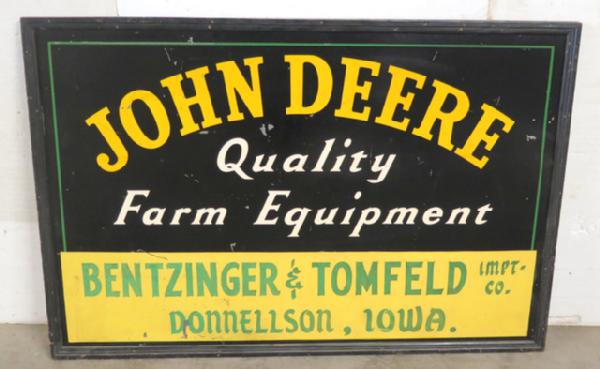 JOHN DEERE
Quality
Farm Equipment
BENTZINGER & TOMFELD IMPT-
CO.
DONNELLSON, IOWA.